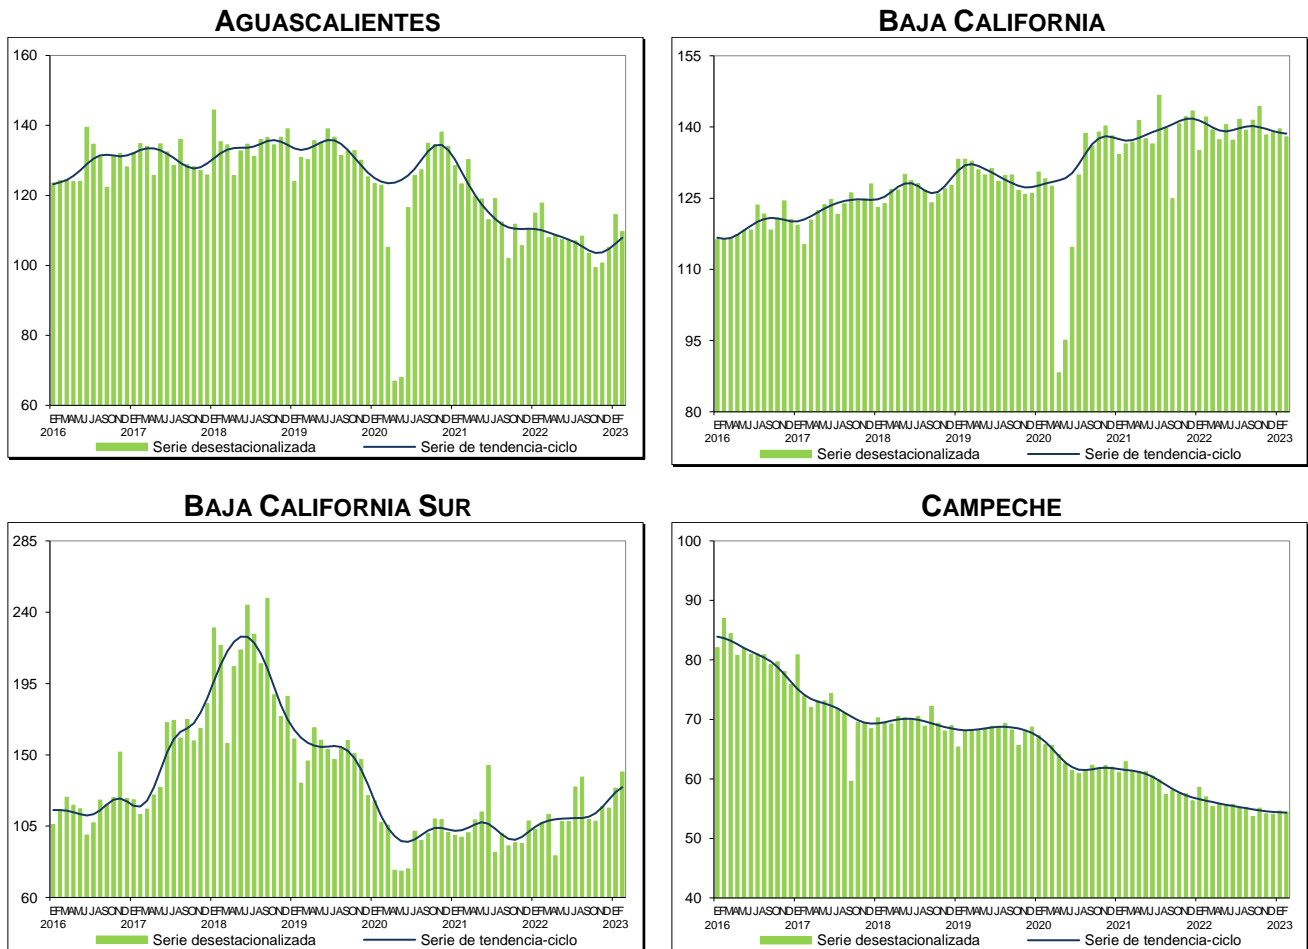 AGUASCALIENTES
160
140
120
100
80
60
EFMAMJJASONDEFMAMJJASONDEFMAMJJASONDEFMAMJJASONDEFMAMJJASONDEFMAMJJASONDEFMAMJJASONDEF
2016 2017 2018 2019 2020 2021 2022 2023
Serie desestacionalizada Serie de tendencia-ciclo
BAJA CALIFORNIA
155
140
125
110
95
80
EFMAMJJASONDEFMAMJJASONDEFMAMJJASONDEFMAMJJASONDEFMAMJJASONDEFMAMJJASONDEFMAMJJASONDEF
2016 2017 2018 2019 2020 2021 2022 2023
Serie desestacionalizada Serie de tendencia-ciclo
BAJA CALIFORNIA SUR
285
240
195
150
105
60
EFMAMJJASONDEFMAMJJASONDEFMAMJJASONDEFMAMJJASONDEFMAMJJASONDEFMAMJJASONDEFMAMJJASONDEF
2016 2017 2018 2019 2020 2021 2022 2023
Serie desestacionalizada Serie de tendencia-ciclo
CAMPECHE
100
90
80
70
60
50
40
EFMAMJJASONDEFMAMJJASONDEFMAMJJASONDEFMAMJJASONDEFMAMJJASONDEFMAMJJASONDEFMAMJJASONDEF
2016 2017 2018 2019 2020 2021 2022 2023
Serie desestacionalizada Serie de tendencia-ciclo